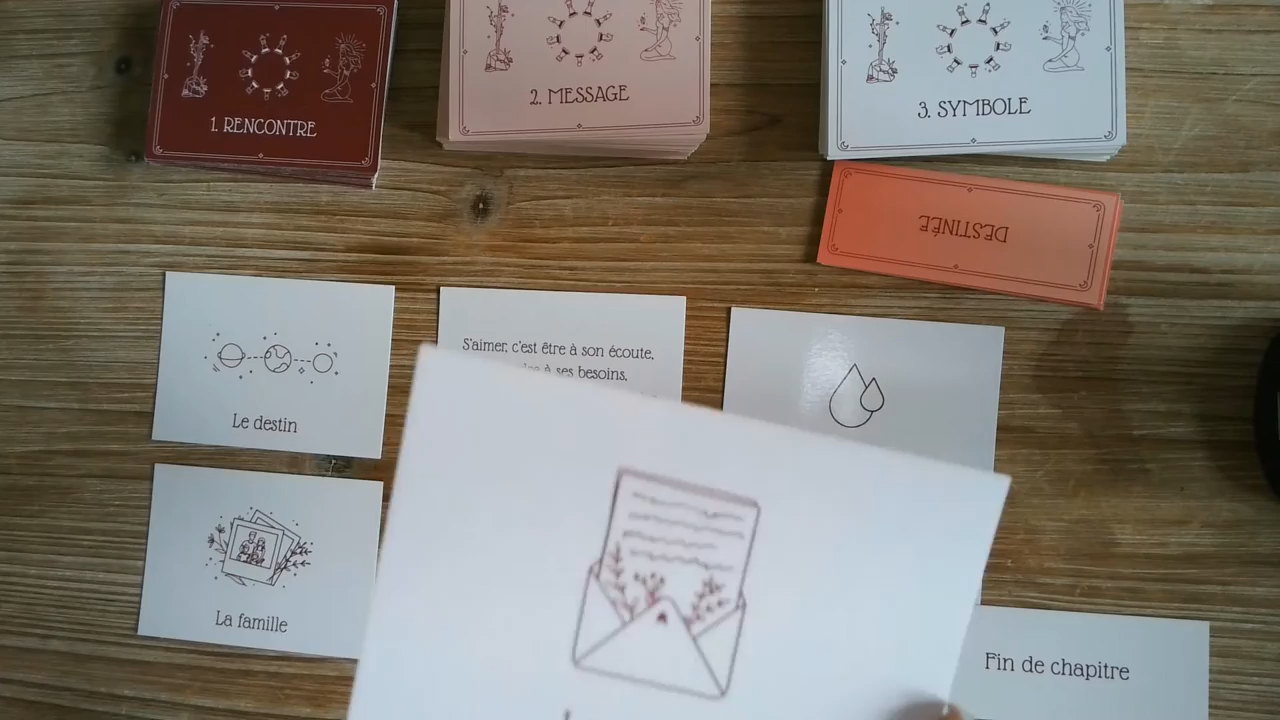 1. RENCONTRE
2. MESSAGE
3. SYMBOLE
DESTINÉE
Le destin
S'aimer, c'est être à son écoute,
à ses besoins,
La famille
Fin de chapitre